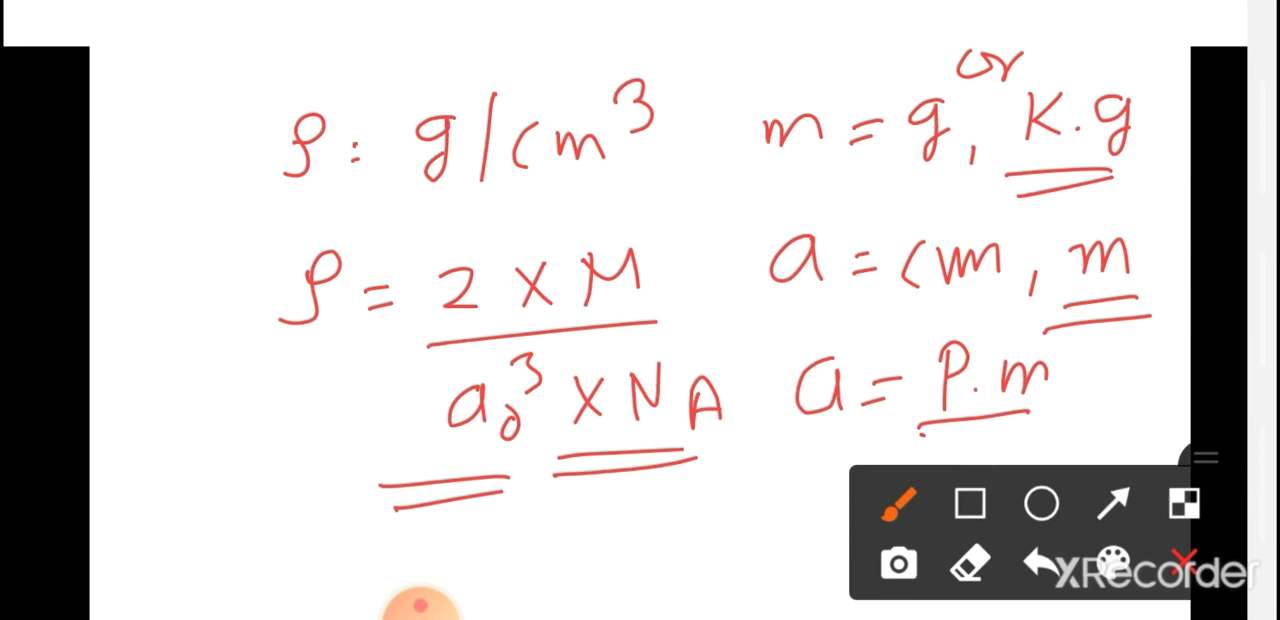 or
ρ: g/cm³ m = g, K.g
ρ = 2 × M a = cm, m
a₀³ × NA a = P.m
XRecorder